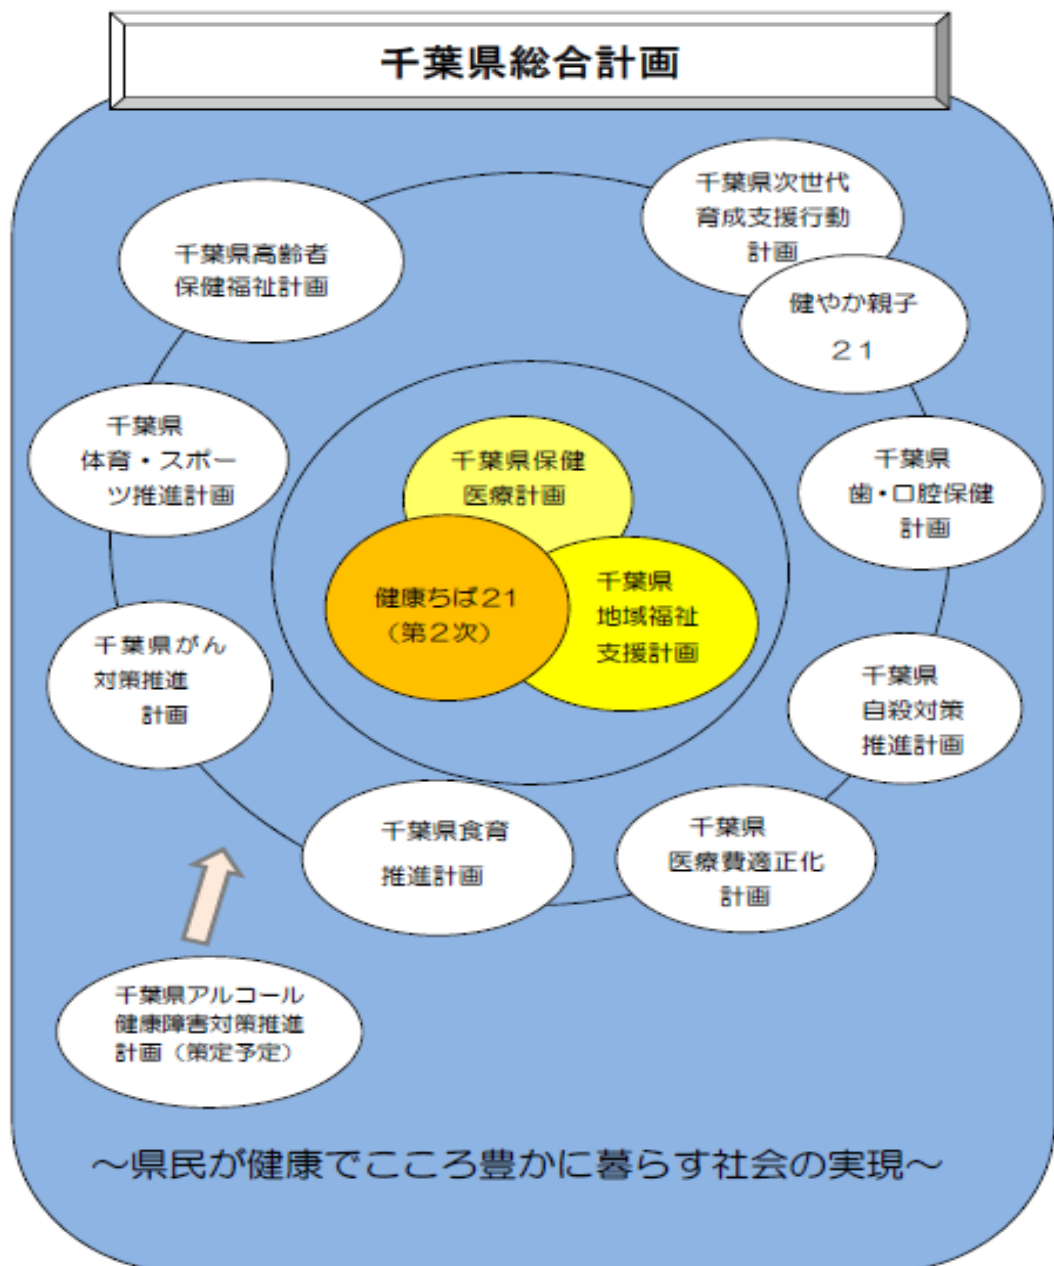 千葉県総合計画
千葉県次世代
育成支援行動
計画
健やか親子
２１
千葉県高齢者
保健福祉計画
千葉県
体育・スポー
ツ推進計画
千葉県保健
医療計画
千葉県
歯・口腔保健
計画
健康ちば２１
（第２次）
千葉県
地域福祉
支援計画
千葉県がん
対策推進
計画
千葉県
自殺対策
推進計画
千葉県食育
推進計画
千葉県
医療費適正化
計画
千葉県アルコール
健康障害対策推進
計画（策定予定）
～県民が健康でこころ豊かに暮らす社会の実現～